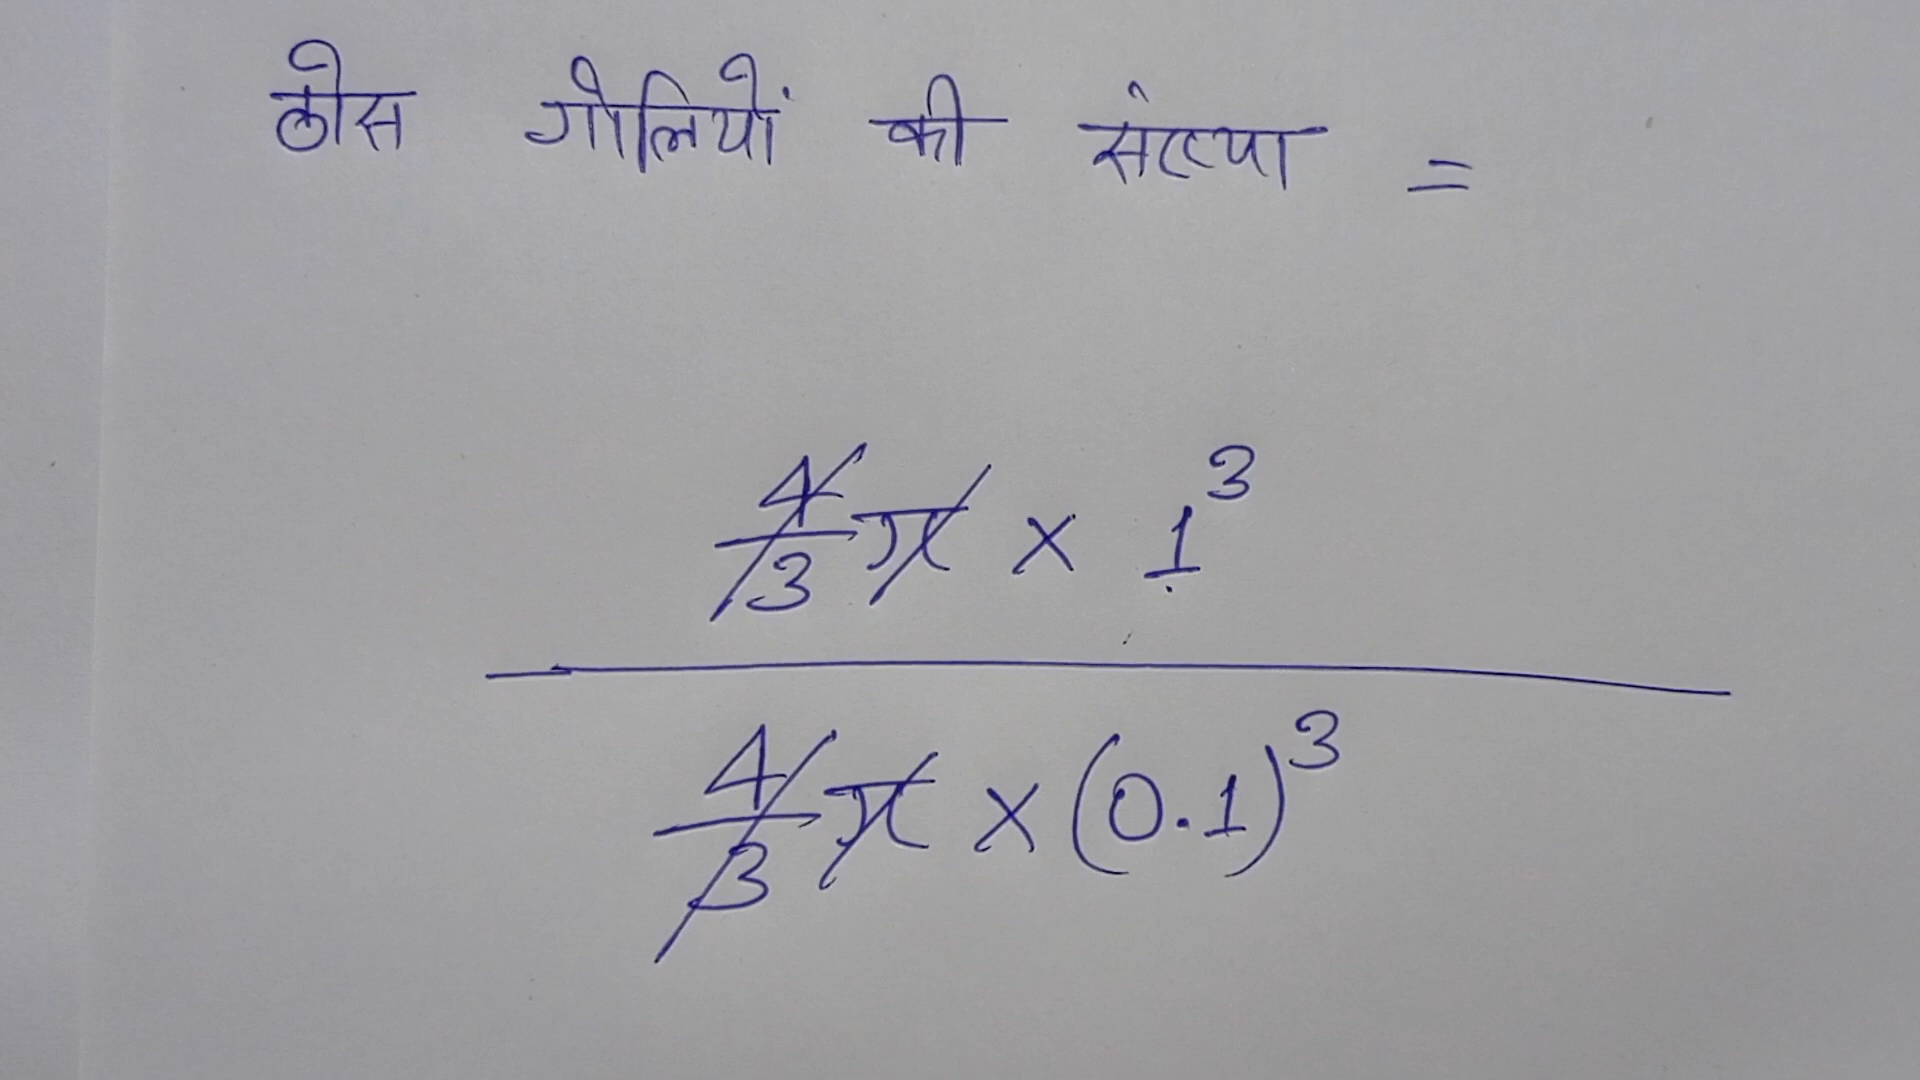 ठोस गोलियों की संख्या =
4/3 π × 1³
4/3 π × (0.1)³